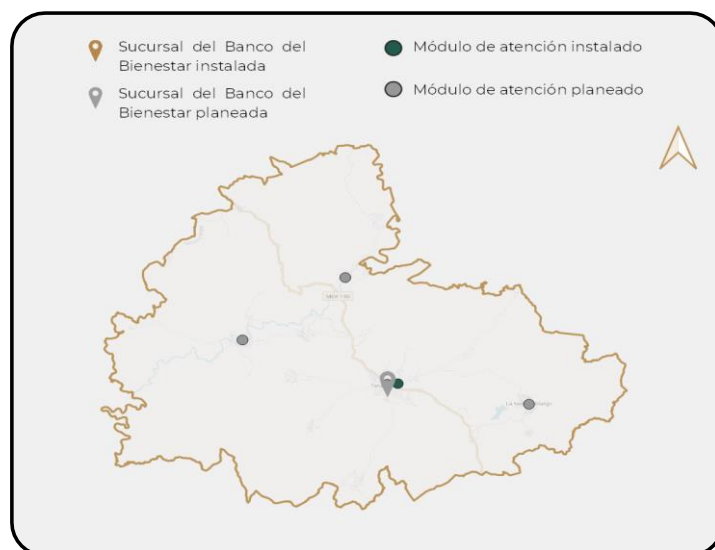 Sucursal del Banco del
Bienestar instalada
Módulo de atención instalado
Sucursal del Banco del
Bienestar planeada
Módulo de atención planeado